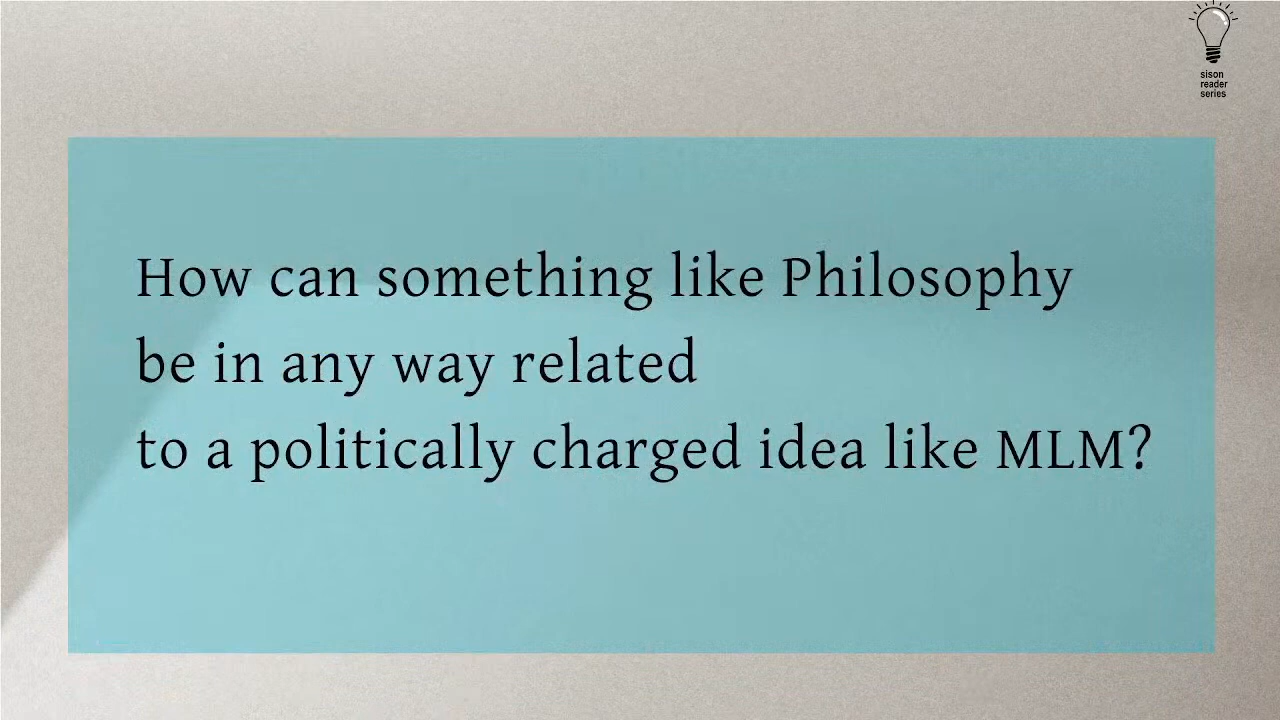 sison
reader
series
How can something like Philosophy
be in any way related
to a politically charged idea like MLM?